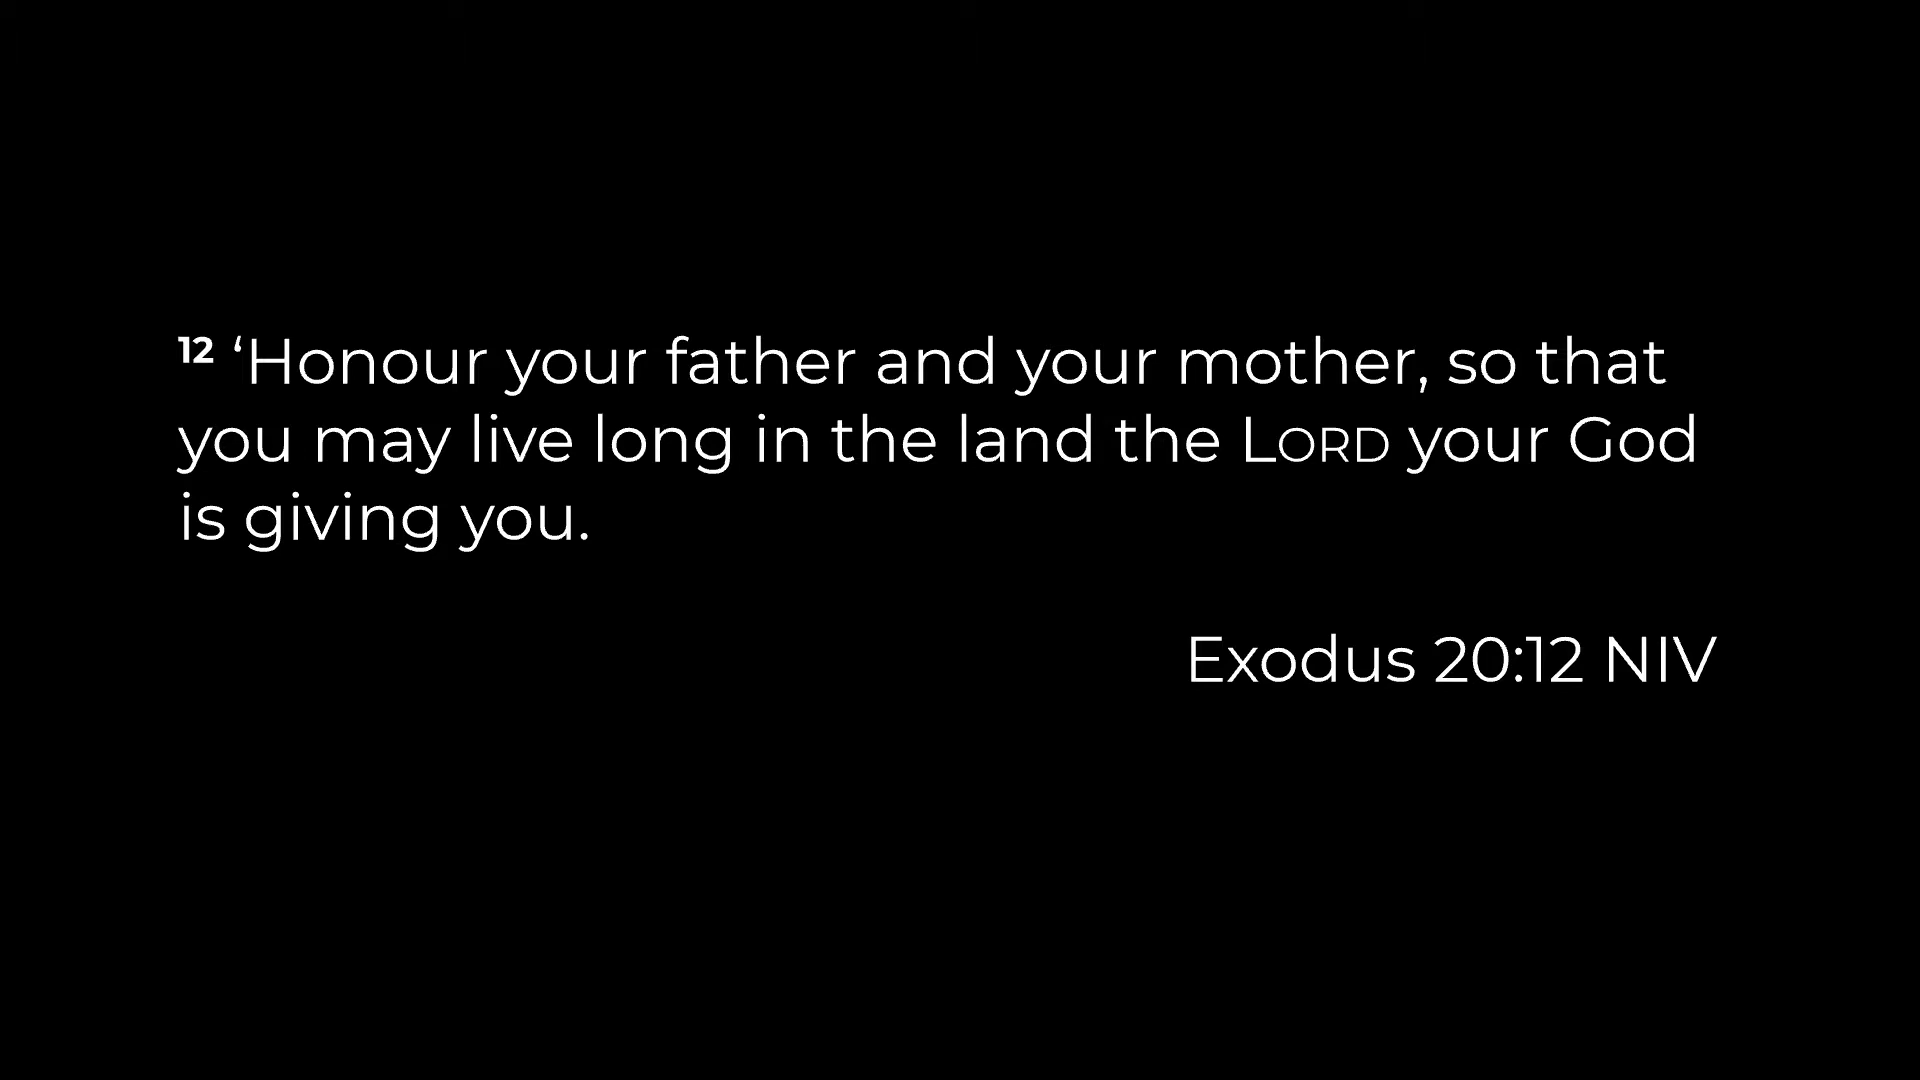 12 ‘Honour your father and your mother, so that
you may live long in the land the LORD your God
is giving you.
Exodus 20:12 NIV